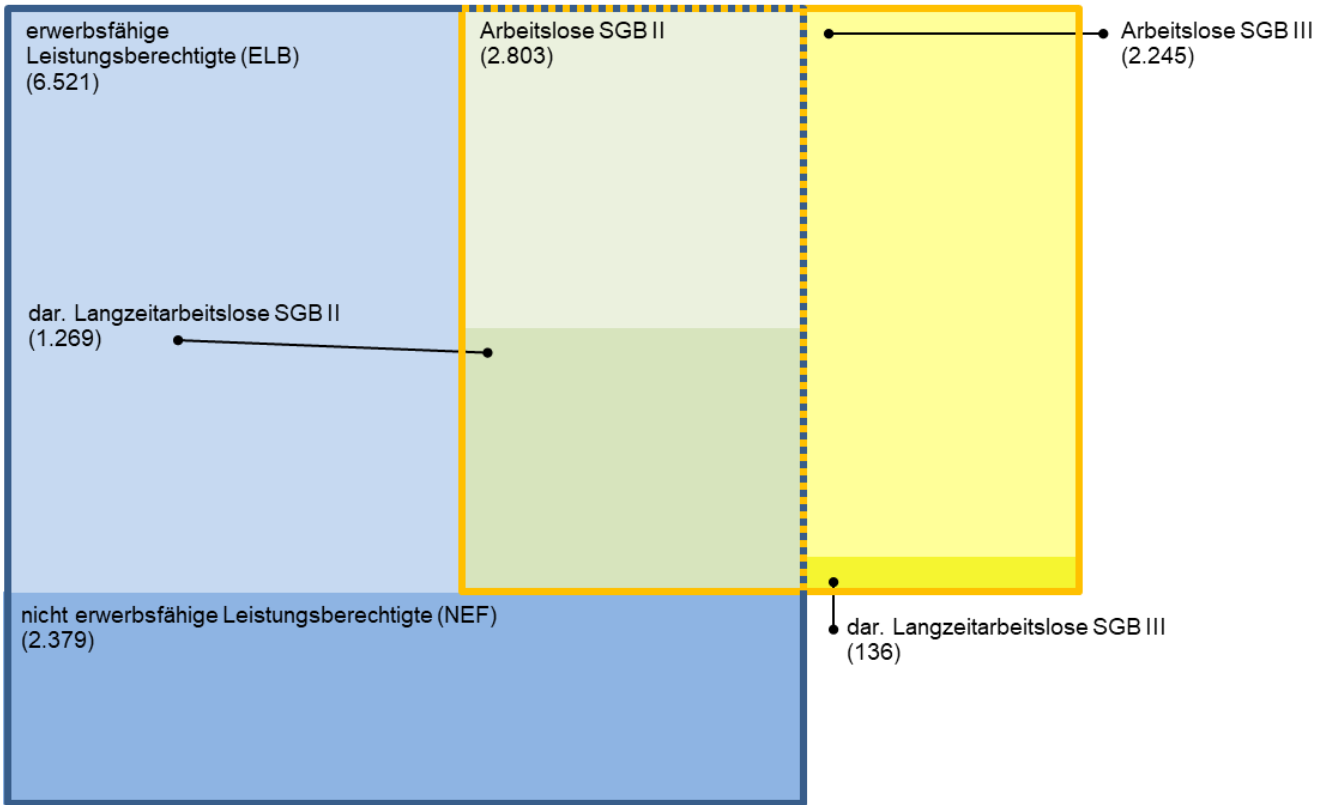 erwerbsfähige
Leistungsberechtigte (ELB)
(6.521)
Arbeitslose SGB II
(2.803)
Arbeitslose SGB III
(2.245)
dar. Langzeitarbeitslose SGB II
(1.269)
nicht erwerbsfähige Leistungsberechtigte (NEF)
(2.379)
dar. Langzeitarbeitslose SGB III
(136)